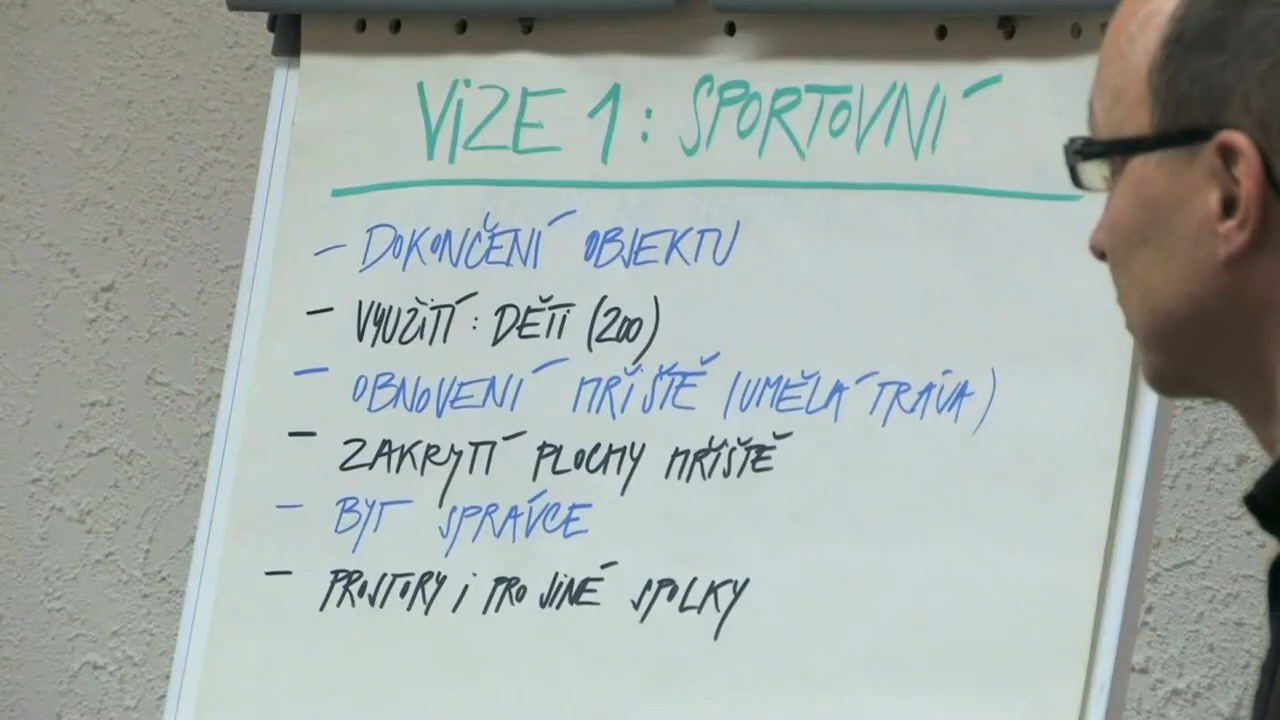 VIZE 1: SPORTOVNÍ
- DOKONČENÍ OBJEKTU
- VYUŽITÍ: DĚTI (200)
- OBNOVENÍ HŘIŠTĚ (UMĚLÁ TRÁVA)
- ZAKRYTÍ PLOCHY HŘIŠTĚ
- BYT SPRÁVCE
- PROSTORY i PRO JINÉ SPOLKY